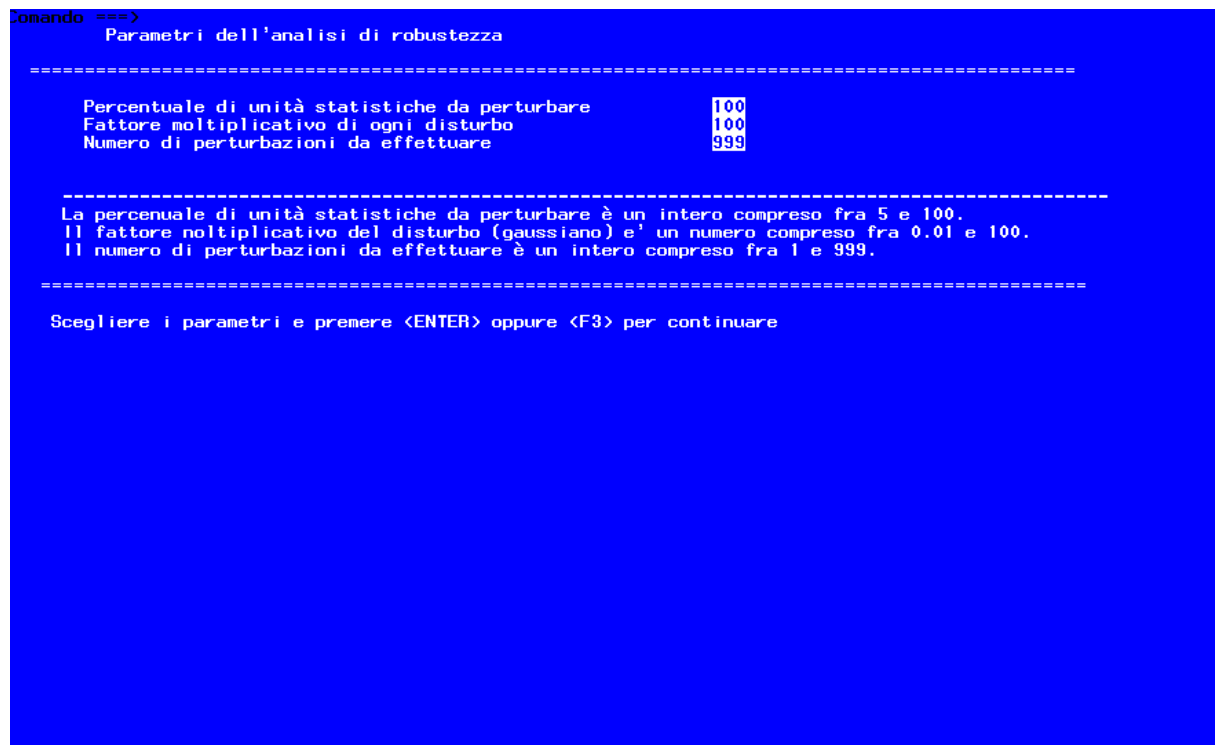 Comando ===>
Parametri dell'analisi di robustezza
===============================================================================================
Percentuale di unità statistiche da perturbare 100
Fattore moltiplicativo di ogni disturbo 100
Numero di perturbazioni da effettuare 999
-----------------------------------------------------------------------------------------------
La percenuale di unità statistiche da perturbare è un intero compreso fra 5 e 100.
Il fattore noltiplicativo del disturbo (gaussiano) e' un numero compreso fra 0.01 e 100.
Il numero di perturbazioni da effettuare è un intero compreso fra 1 e 999.
===============================================================================================
Scegliere i parametri e premere <ENTER> oppure <F3> per continuare